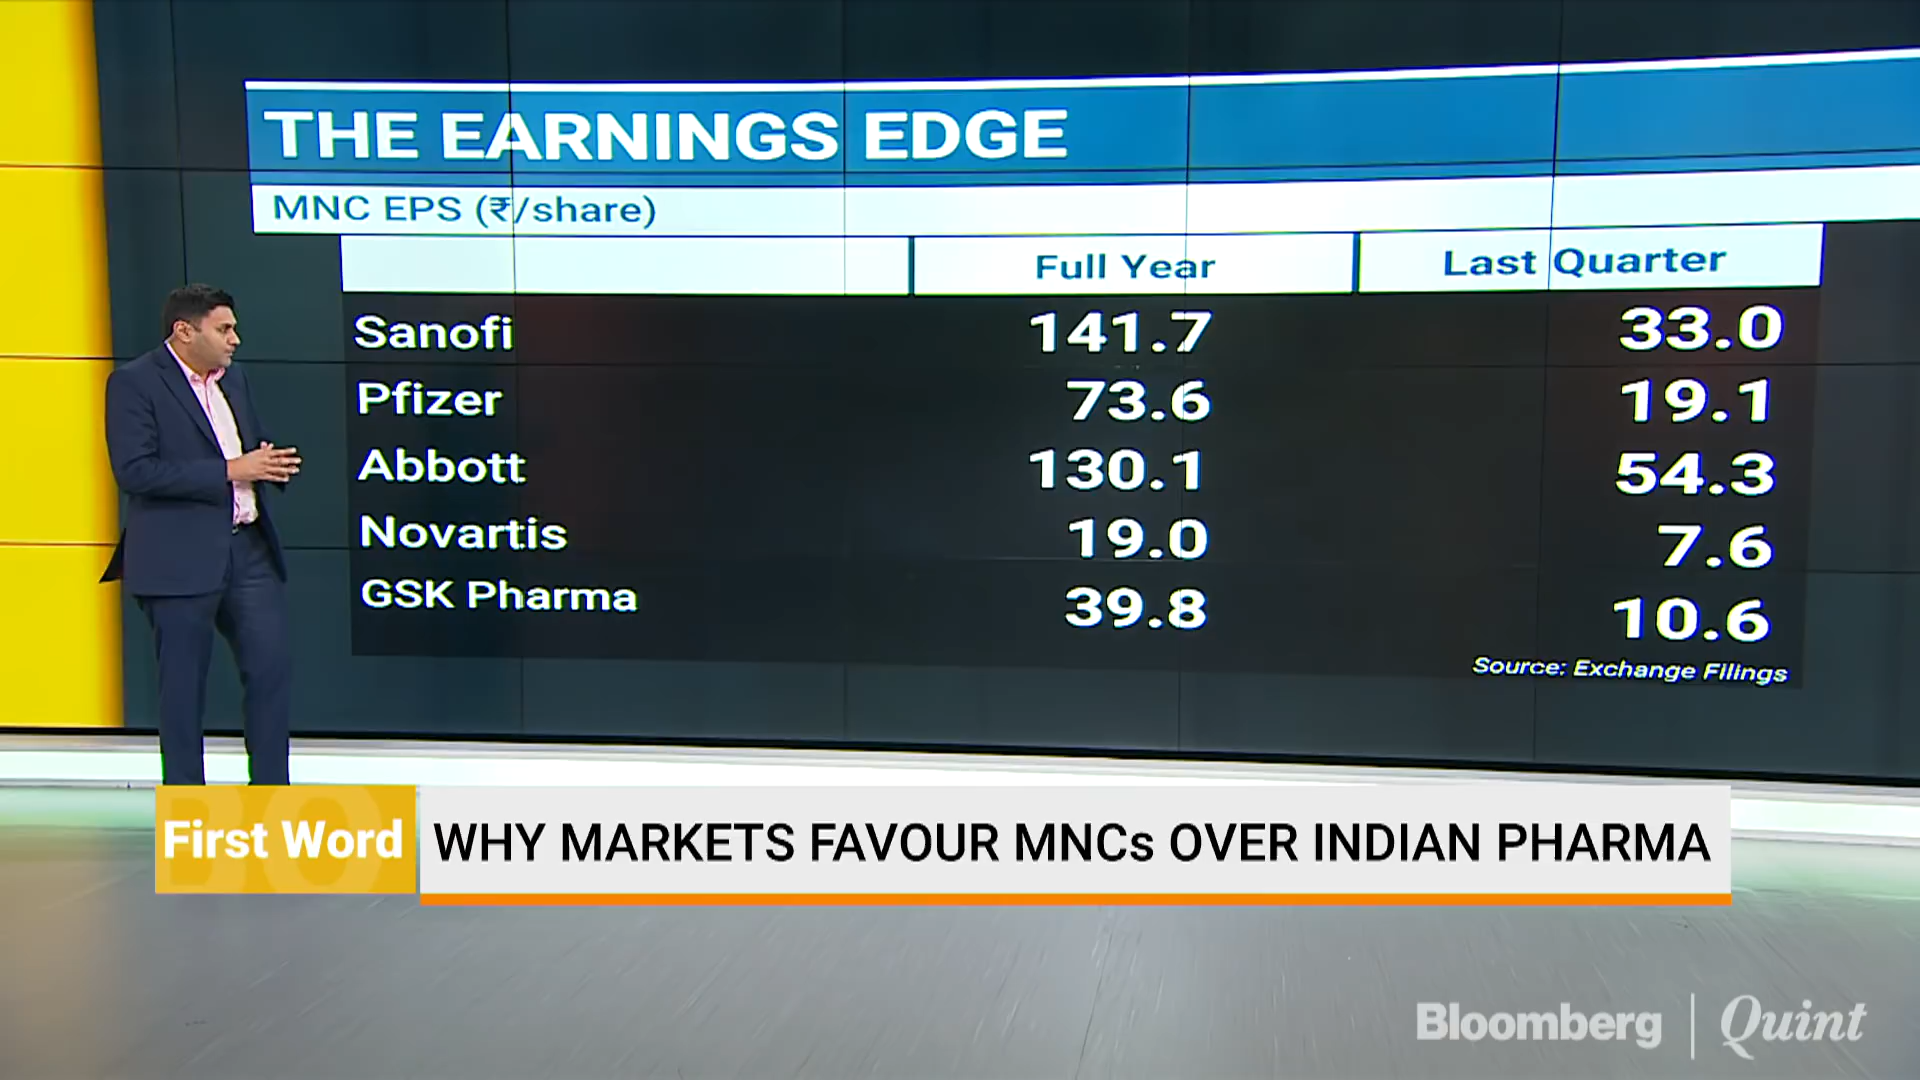 THE EARNINGS EDGE
MNC EPS (₹/share)
Full Year Last Quarter
Sanofi 141.7 33.0
Pfizer 73.6 19.1
Abbott 130.1 54.3
Novartis 19.0 7.6
GSK Pharma 39.8 10.6
Source: Exchange Filings
First Word WHY MARKETS FAVOUR MNCs OVER INDIAN PHARMA
Bloomberg | Quint